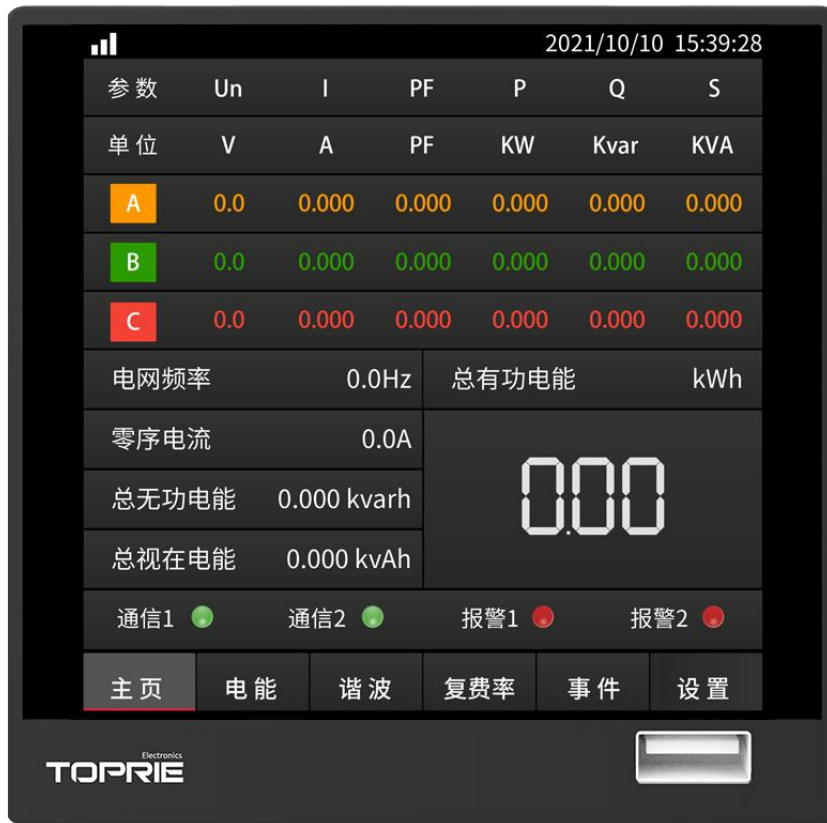 2021/10/10 15:39:28
参数 Un I PF P Q S
单位 V A PF KW Kvar KVA
A 0.0 0.000 0.000 0.000 0.000 0.000
B 0.0 0.000 0.000 0.000 0.000 0.000
C 0.0 0.000 0.000 0.000 0.000 0.000
电网频率 0.0Hz 总有功电能 kWh
零序电流 0.0A
0.00
总无功电能 0.000 kvarh
总视在电能 0.000 kvAh
通信1 通信2 报警1 报警2
主页 电能 谐波 复费率 事件 设置
Electronics
TOPRIE